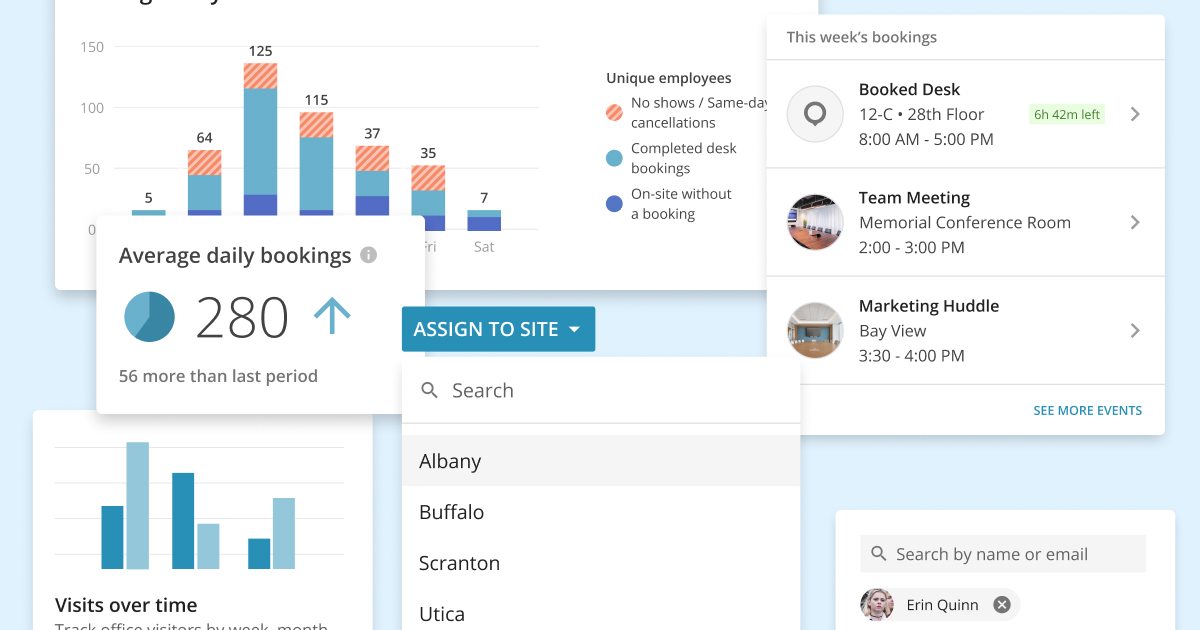 150
100
50
0
125
115
64
37
35
5
7
Fri
Sat
Unique employees
No shows / Same-day
cancellations
Completed desk
bookings
On-site without
a booking
This week's bookings
Booked Desk
12-C • 28th Floor
8:00 AM - 5:00 PM
6h 42m left
Team Meeting
Memorial Conference Room
2:00 - 3:00 PM
Marketing Huddle
Bay View
3:30 - 4:00 PM
SEE MORE EVENTS
Average daily bookings
280
56 more than last period
ASSIGN TO SITE
Search
Albany
Buffalo
Scranton
Utica
Visits over time
Track office visitors by week, month
Search by name or email
Erin Quinn